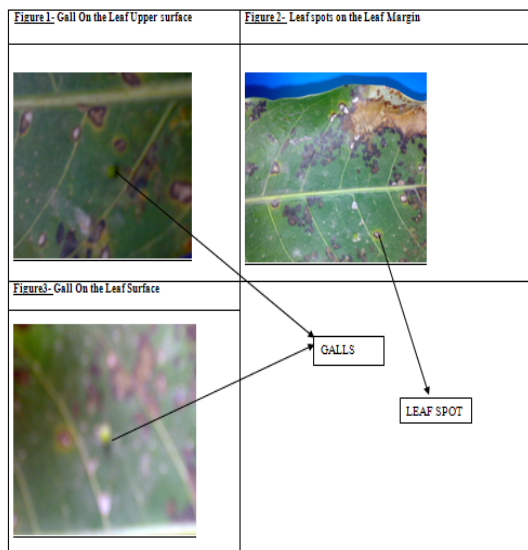 Figure 1- Gall On the Leaf Upper surface
Figure 2- Leaf spots on the Leaf Margin
Figure3- Gall On the Leaf Surface
GALLS
LEAF SPOT